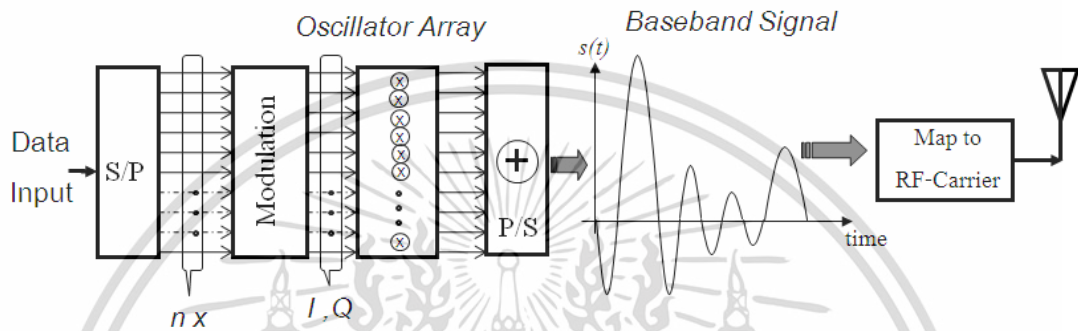 Oscillator Array
Baseband Signal
Data
Input
S/P
n x
Modulation
I , Q
x
x
x
x
x
x
x
+
P/S
s(t)
time
Map to
RF-Carrier